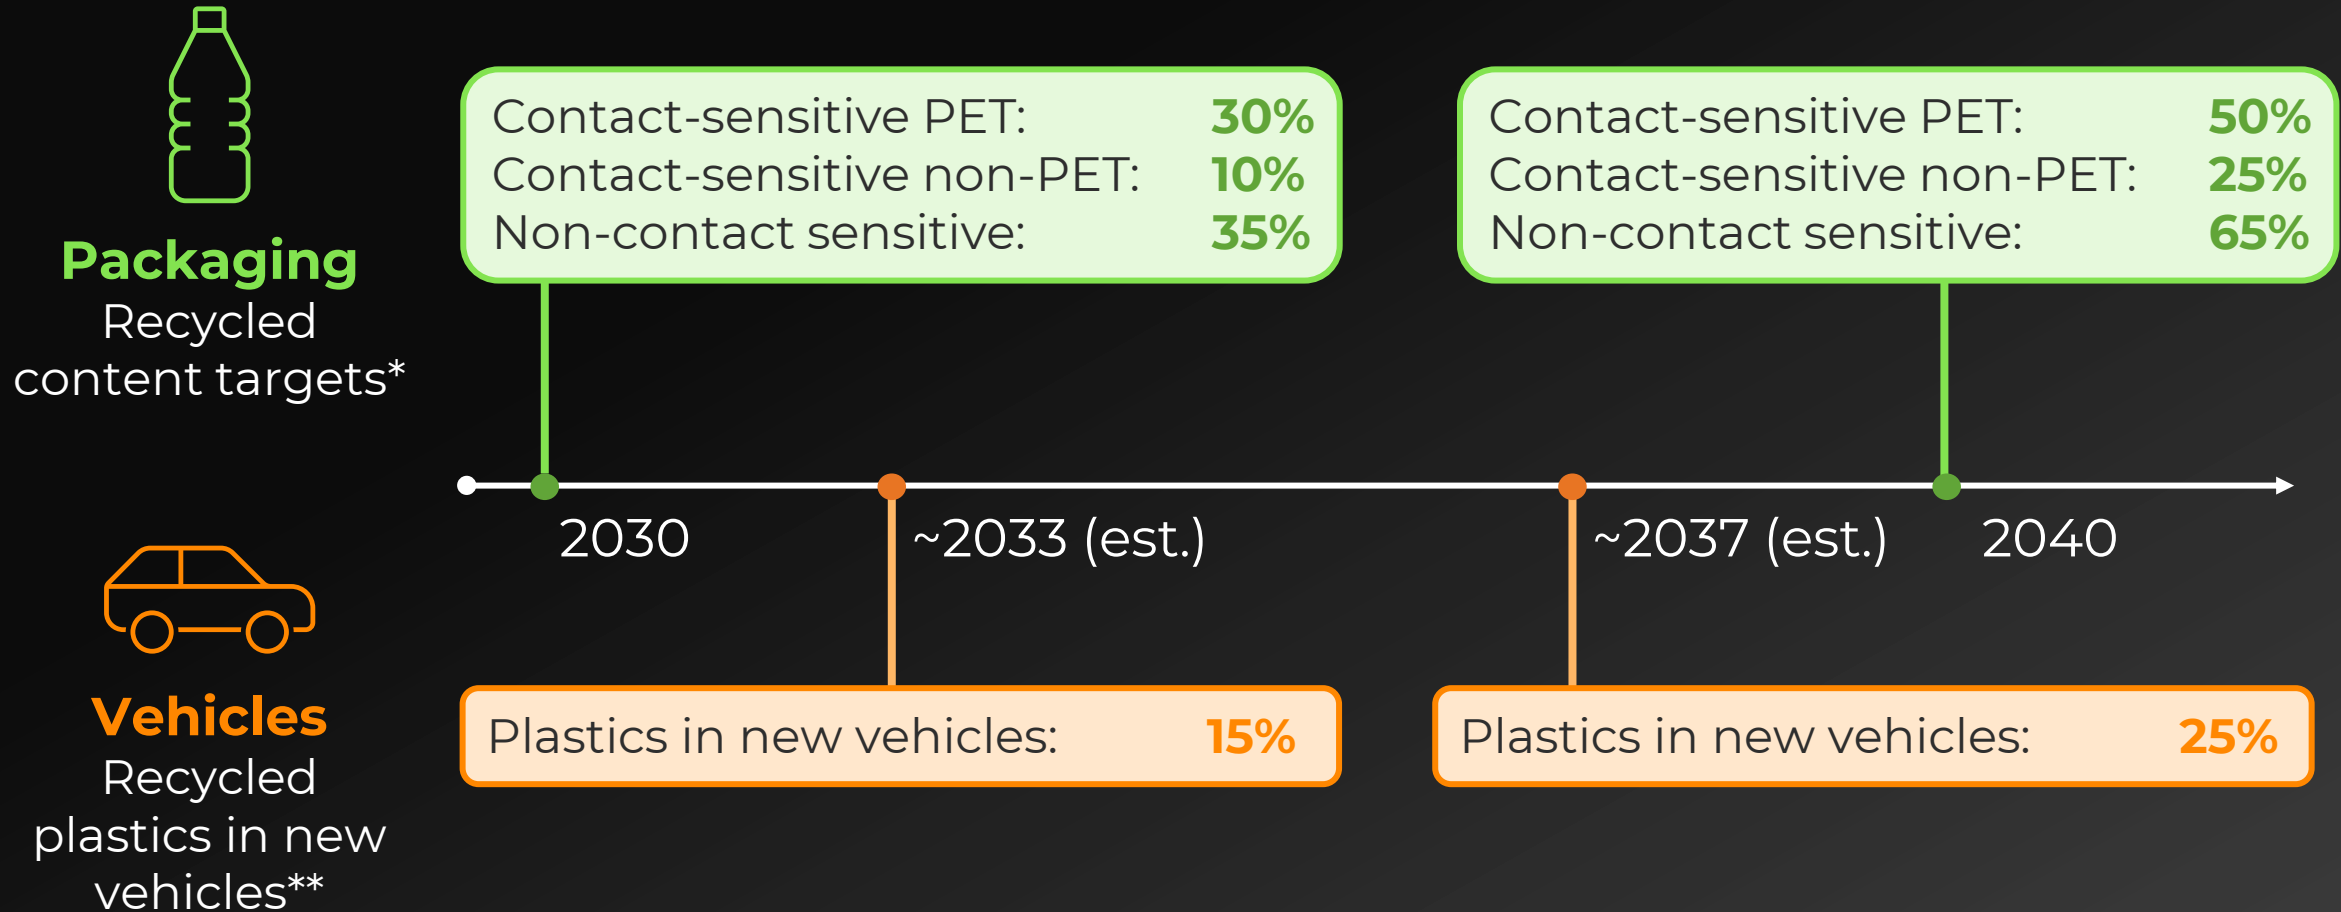 Packaging
Recycled
content targets*
Contact-sensitive PET: 30%
Contact-sensitive non-PET: 10%
Non-contact sensitive: 35%
Contact-sensitive PET: 50%
Contact-sensitive non-PET: 25%
Non-contact sensitive: 65%
2030
~2033 (est.)
~2037 (est.)
2040
Vehicles
Recycled
plastics in new
vehicles**
Plastics in new vehicles: 15%
Plastics in new vehicles: 25%